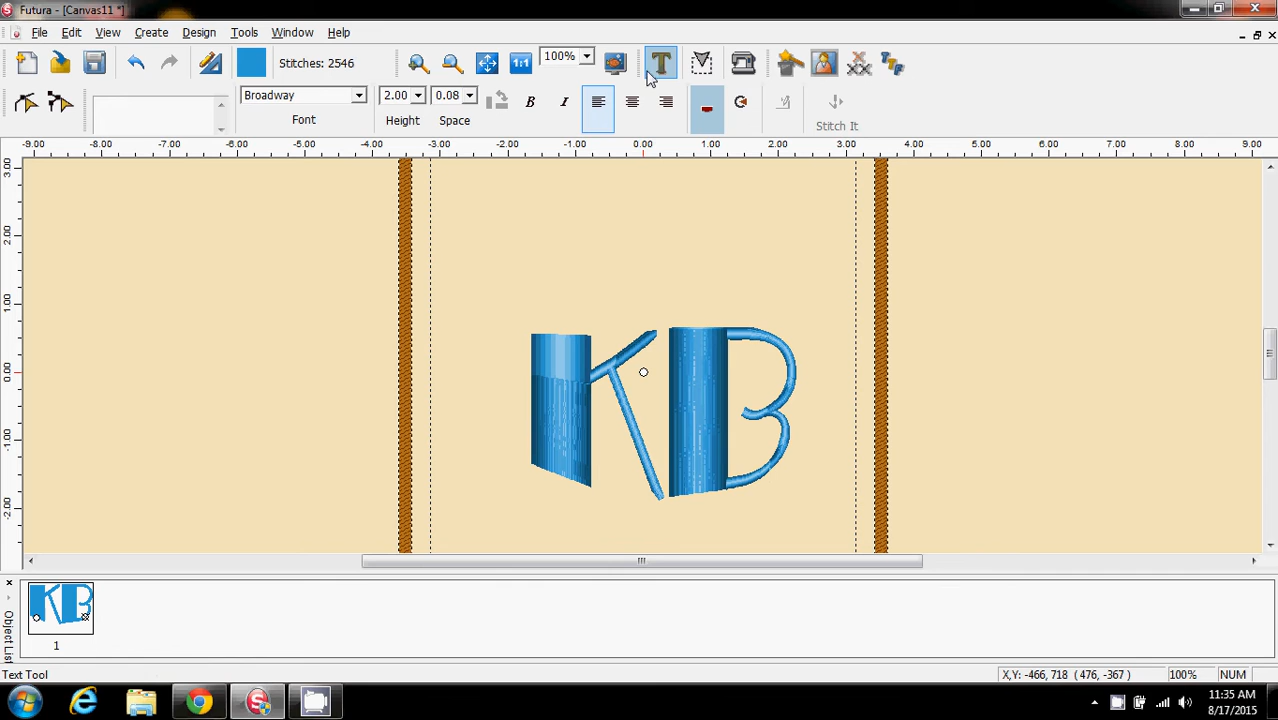 Futura - [Canvas11 *]
File Edit View Create Design Tools Window Help
Stitches: 2546 1:1 100% T
Broadway 2.00 0.08 B I
Font Height Space Stitch It
-9.00 -8.00 -7.00 -6.00 -5.00 -4.00 -3.00 -2.00 -1.00 0.00 1.00 2.00 3.00 4.00 5.00 6.00 7.00 8.00 9.00
3.00
2.00
1.00
0.00
-1.00
-2.00
KB
Object List
KB
1
Text Tool X,Y: -466, 718 ( 476, -367) 100% NUM
11:35 AM
8/17/2015